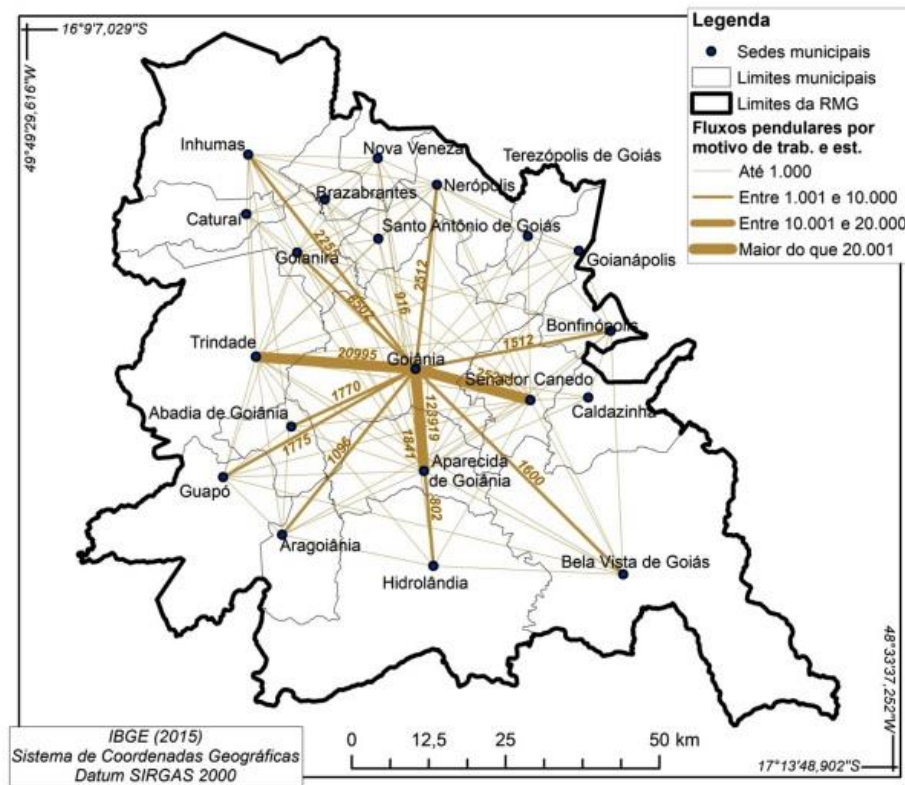 16°9'7,029"S
49°49'29,616"W
Legenda
Sedes municipais
Limites municipais
Limites da RMG
Fluxos pendulares por
motivo de trab. e est.
Até 1.000
Entre 1.001 e 10.000
Entre 10.001 e 20.000
Maior do que 20.001
Inhumas
Nova Veneza
Terezópolis de Goiás
Brazabrantes
Nerópolis
Caturaí
Santo Antônio de Goiás
2255
Goianira
Goianápolis
6502
916
2512
Bonfinópolis
Trindade
20995
Goiânia
1512
Senador Canedo
Caldazinha
1770
Abadia de Goiânia
123919
1775
1096
1841
Aparecida
de Goiânia
1600
Guapó
802
Aragoiânia
Hidrolândia
Bela Vista de Goiás
48°33'37,252"W
IBGE (2015)
Sistema de Coordenadas Geográficas
Datum SIRGAS 2000
0 12,5 25 50 km
17°13'48,902"S